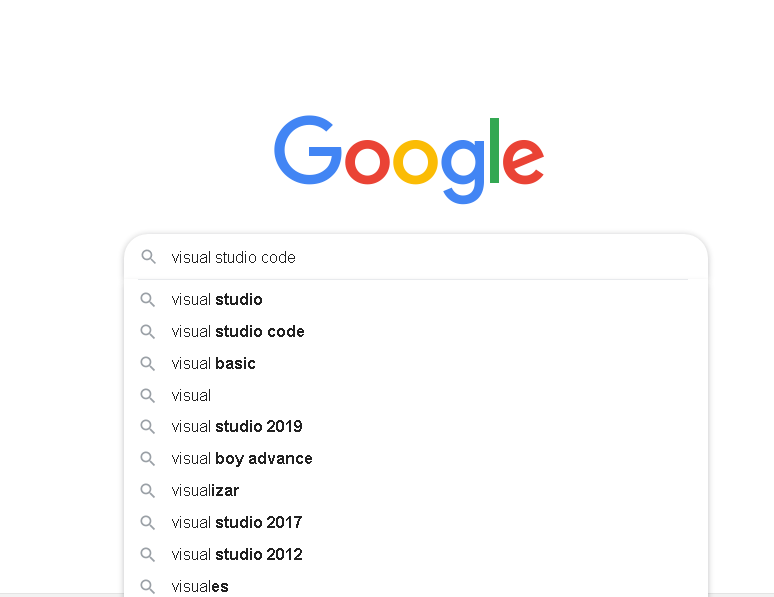 Google
visual studio code
visual studio
visual studio code
visual basic
visual
visual studio 2019
visual boy advance
visualizar
visual studio 2017
visual studio 2012
visuales